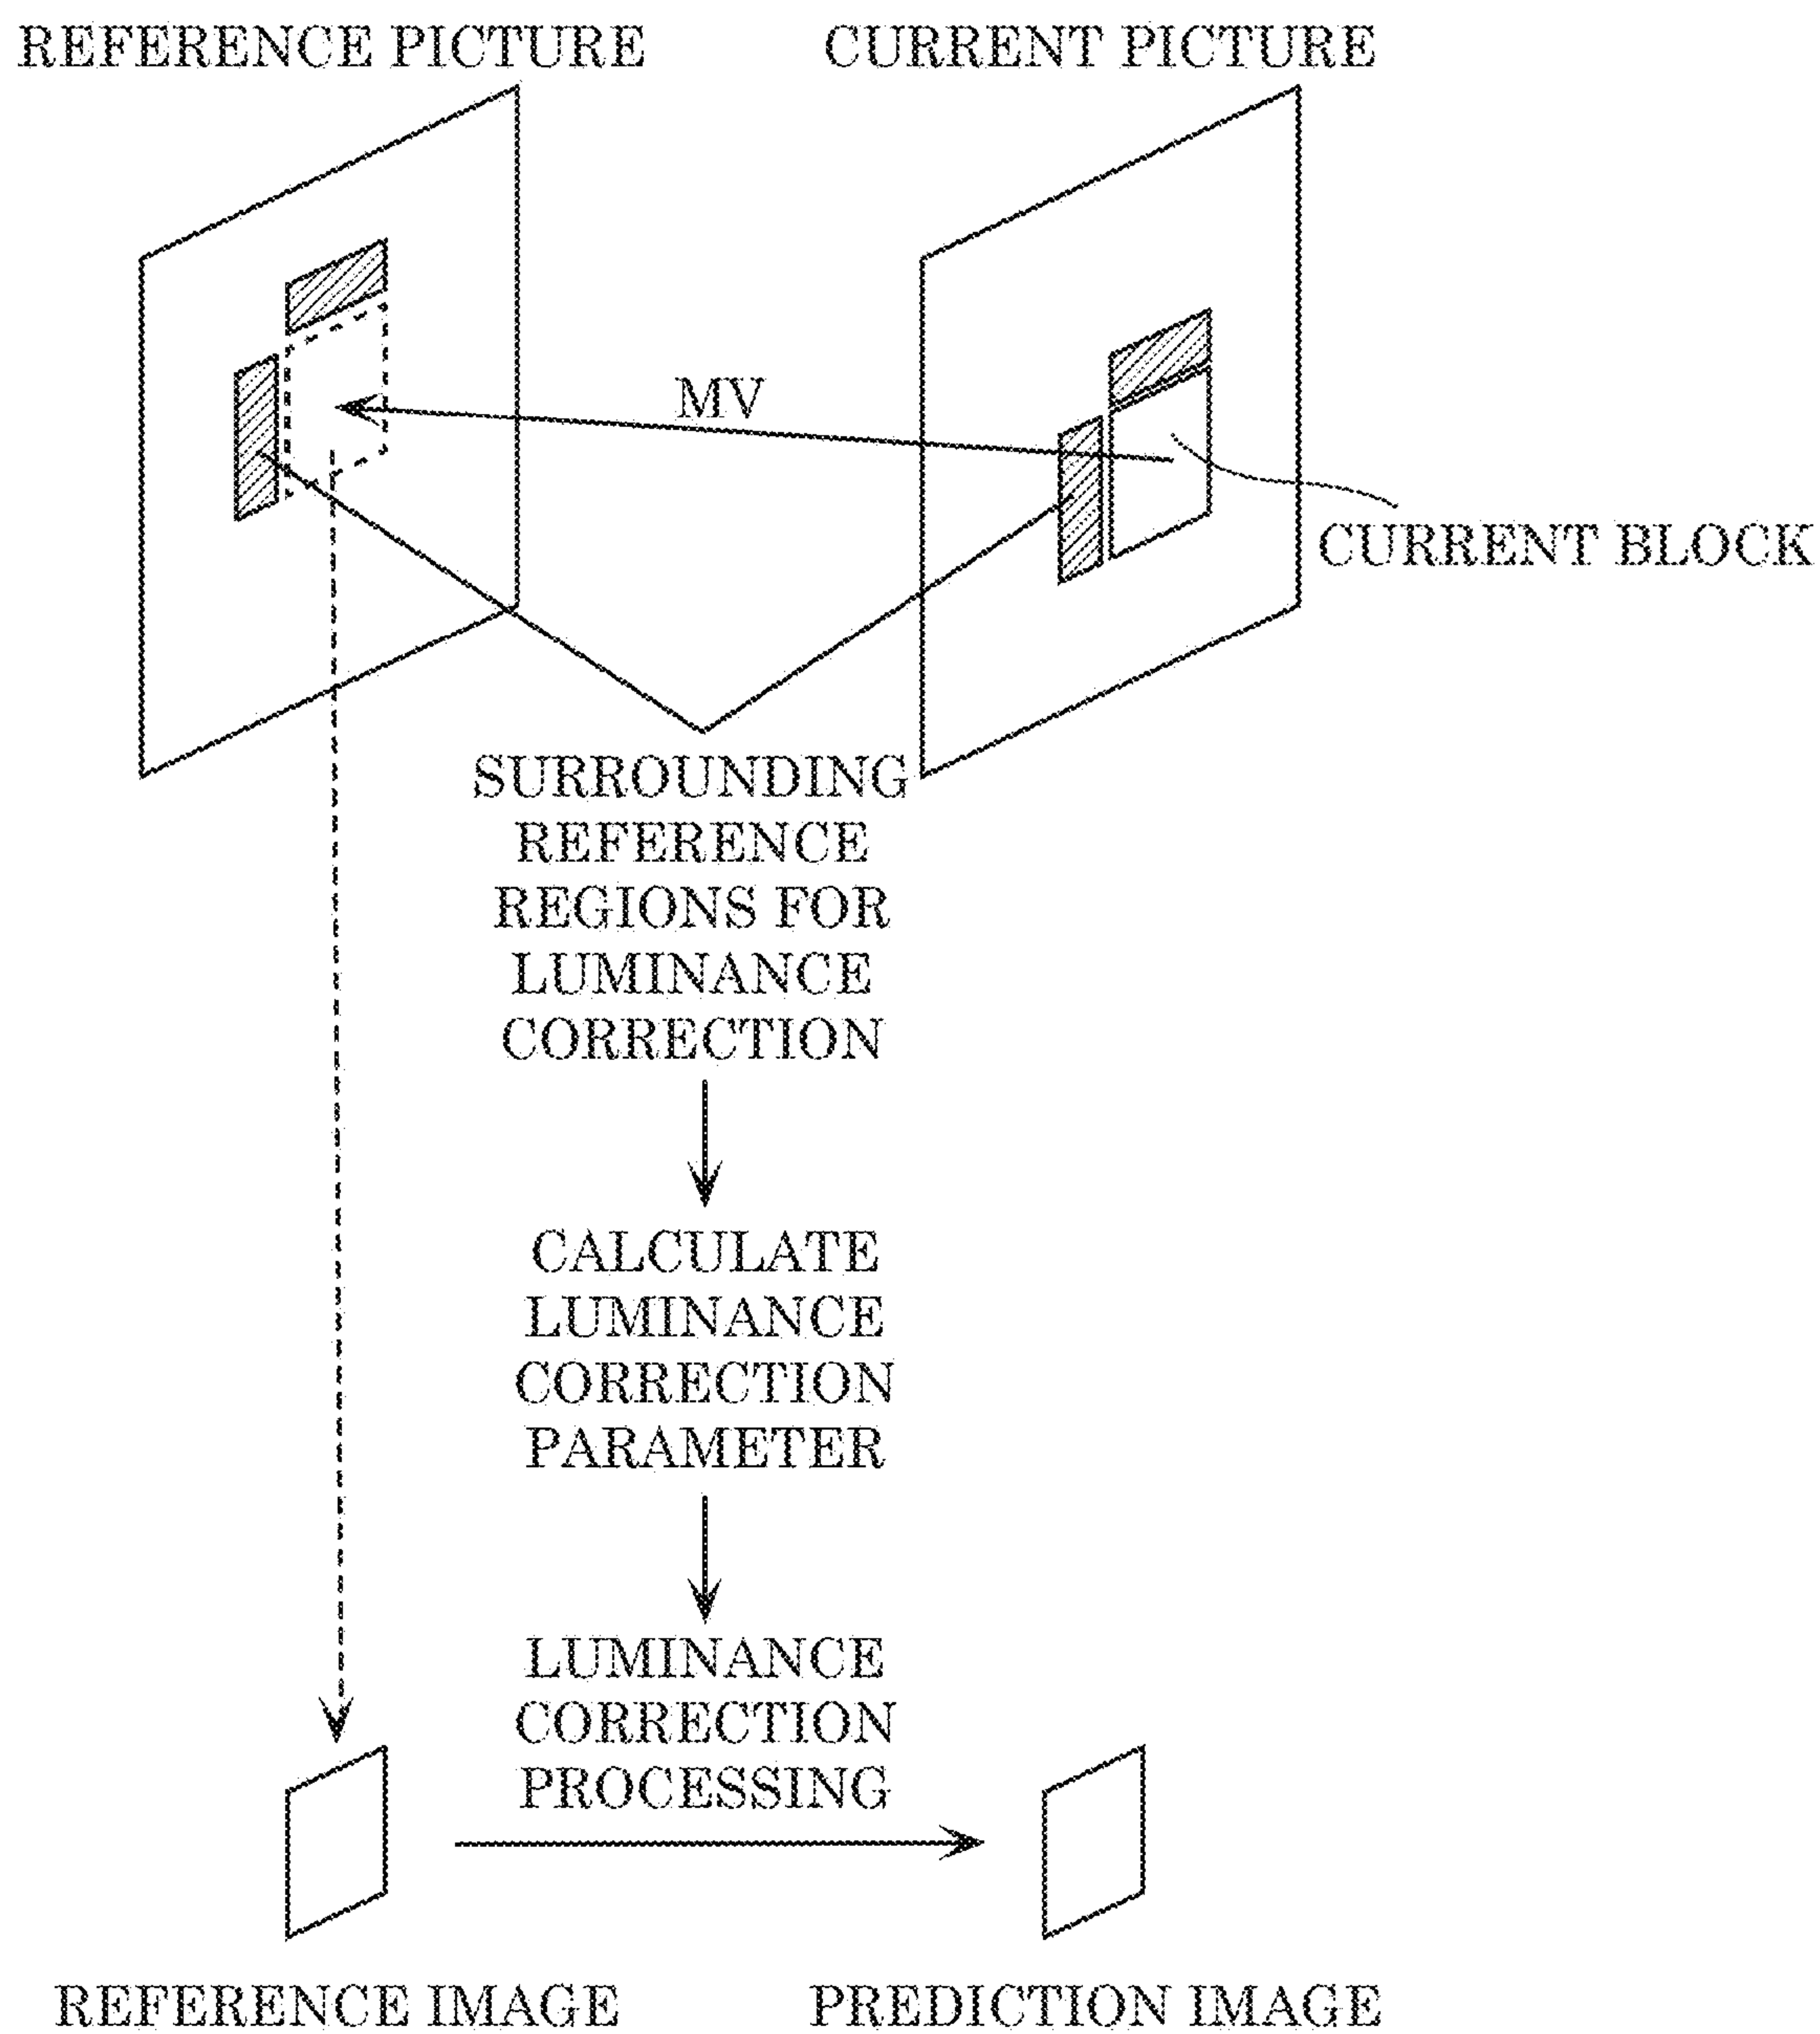 REFERENCE PICTURE
CURRENT PICTURE
MV
CURRENT BLOCK
SURROUNDING
REFERENCE
REGIONS FOR
LUMINANCE
CORRECTION
CALCULATE
LUMINANCE
CORRECTION
PARAMETER
LUMINANCE
CORRECTION
PROCESSING
REFERENCE IMAGE
PREDICTION IMAGE